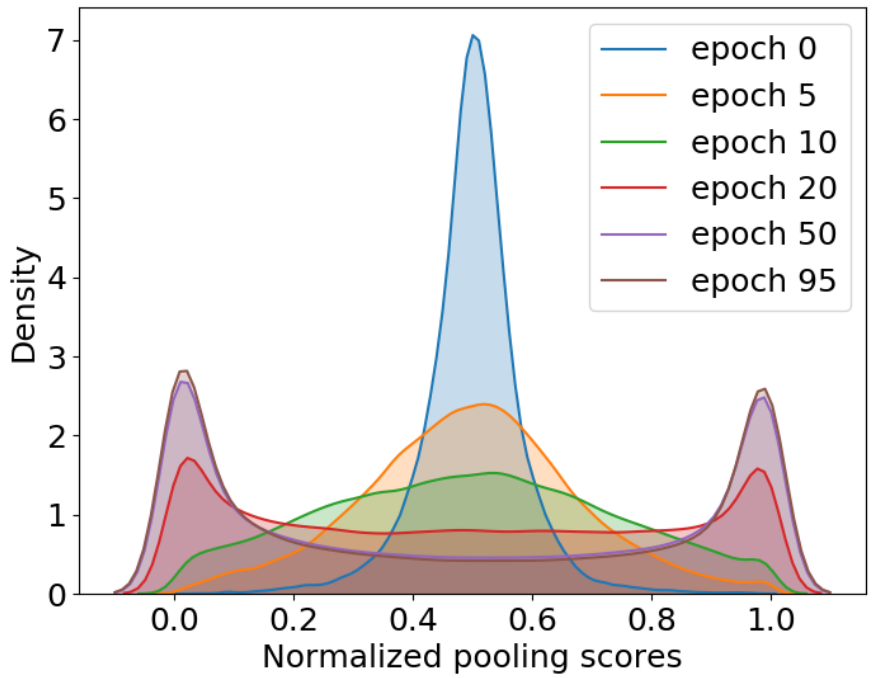 7
6
5
4
3
2
1
0
Density
epoch 0
epoch 5
epoch 10
epoch 20
epoch 50
epoch 95
0.0 0.2 0.4 0.6 0.8 1.0
Normalized pooling scores